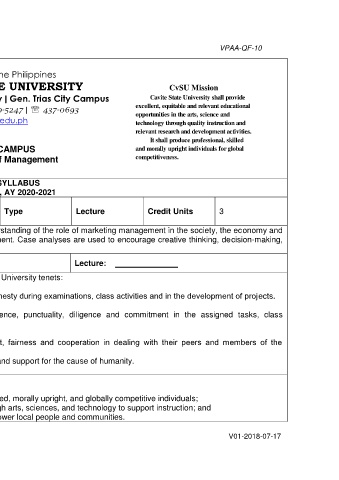 VPAA-QF-10
ne Philippines
E UNIVERSITY
y | Gen. Trias City Campus
9-5247 | ☏ 437-0693
edu.ph
CAMPUS
f Management
CvSU Mission
Cavite State University shall provide
excellent, equitable and relevant educational
opportunities in the arts, science and
technology through quality instruction and
relevant research and development activities.
It shall produce professional, skilled
and morally upright individuals for global
competitiveness.
SYLLABUS
, AY 2020-2021
Type Lecture Credit Units 3
rstanding of the role of marketing management in the society, the economy and
ent. Case analyses are used to encourage creative thinking, decision-making,
Lecture:
University tenets:
nesty during examinations, class activities and in the development of projects.
ence, punctuality, diligence and commitment in the assigned tasks, class
t, fairness and cooperation in dealing with their peers and members of the
and support for the cause of humanity.
ed, morally upright, and globally competitive individuals;
gh arts, sciences, and technology to support instruction; and
ower local people and communities.
V01-2018-07-17